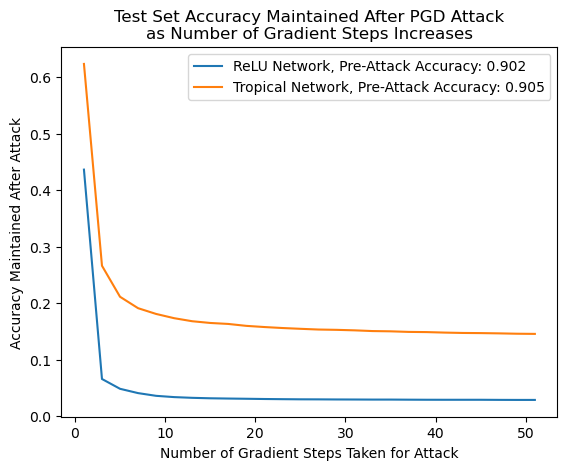 Test Set Accuracy Maintained After PGD Attack
as Number of Gradient Steps Increases
ReLU Network, Pre-Attack Accuracy: 0.902
Tropical Network, Pre-Attack Accuracy: 0.905
Accuracy Maintained After Attack
0.6
0.5
0.4
0.3
0.2
0.1
0.0
0 10 20 30 40 50
Number of Gradient Steps Taken for Attack